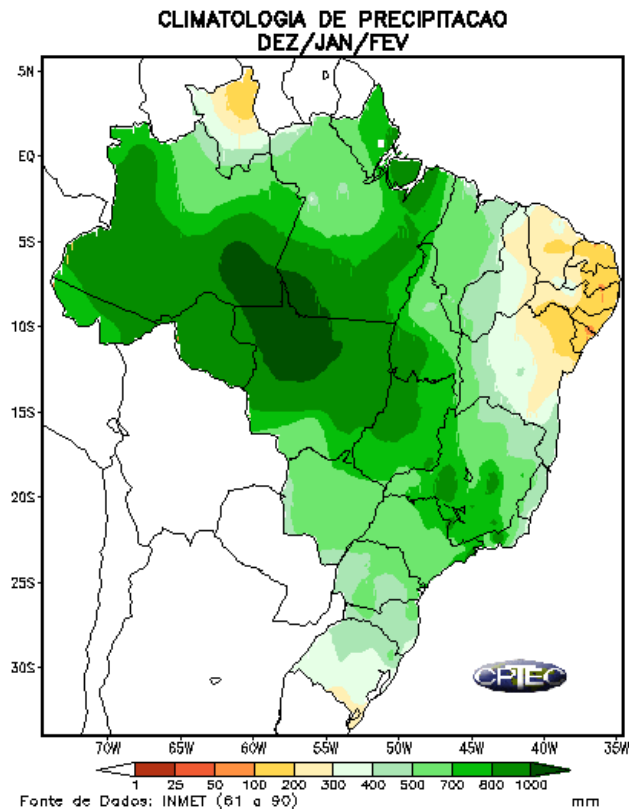 CLIMATOLOGIA DE PRECIPITACAO
DEZ/JAN/FEV
5N
EQ
5S
10S
15S
20S
25S
30S
70W 65W 60W 55W 50W 45W 40W 35W
CPTEC
1 25 50 100 200 300 400 500 700 800 1000
Fonte de Dados: INMET (61 a 90) mm